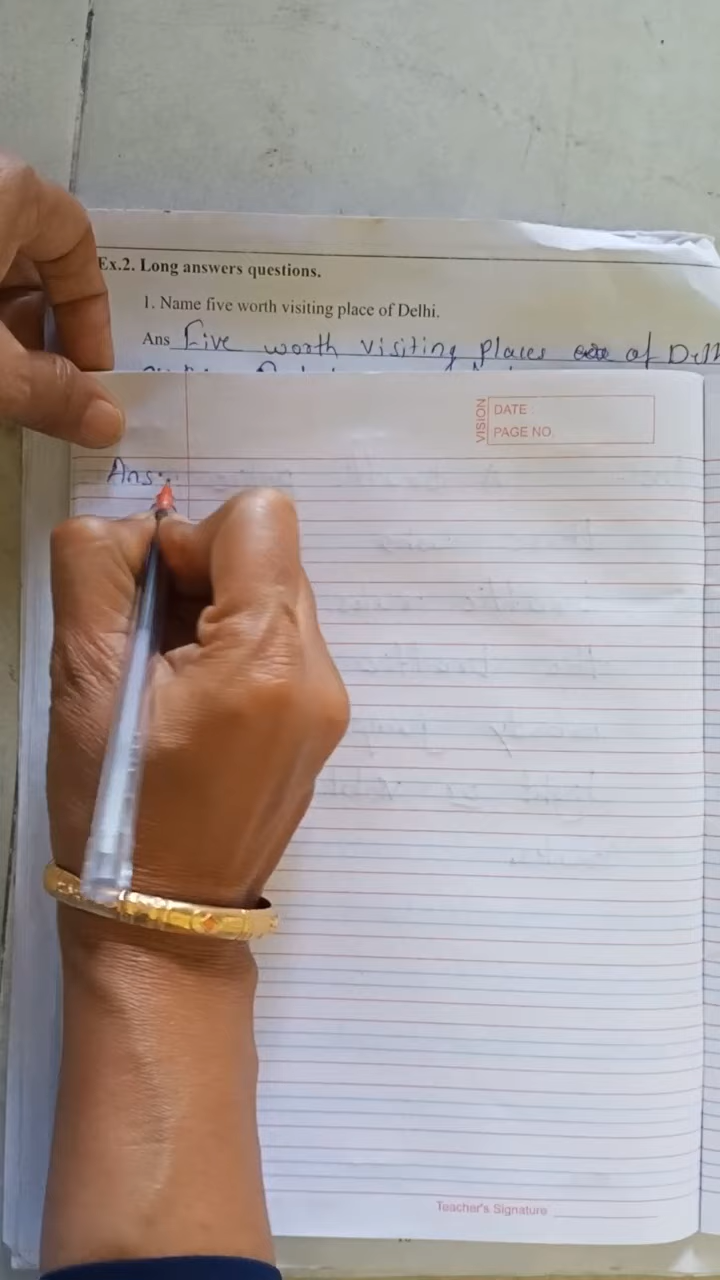 Ex.2. Long answers questions.
1. Name five worth visiting place of Delhi.
Ans Five worth visiting places of Delh
VISION
DATE :
PAGE NO.
Ans:
Teacher's Signature